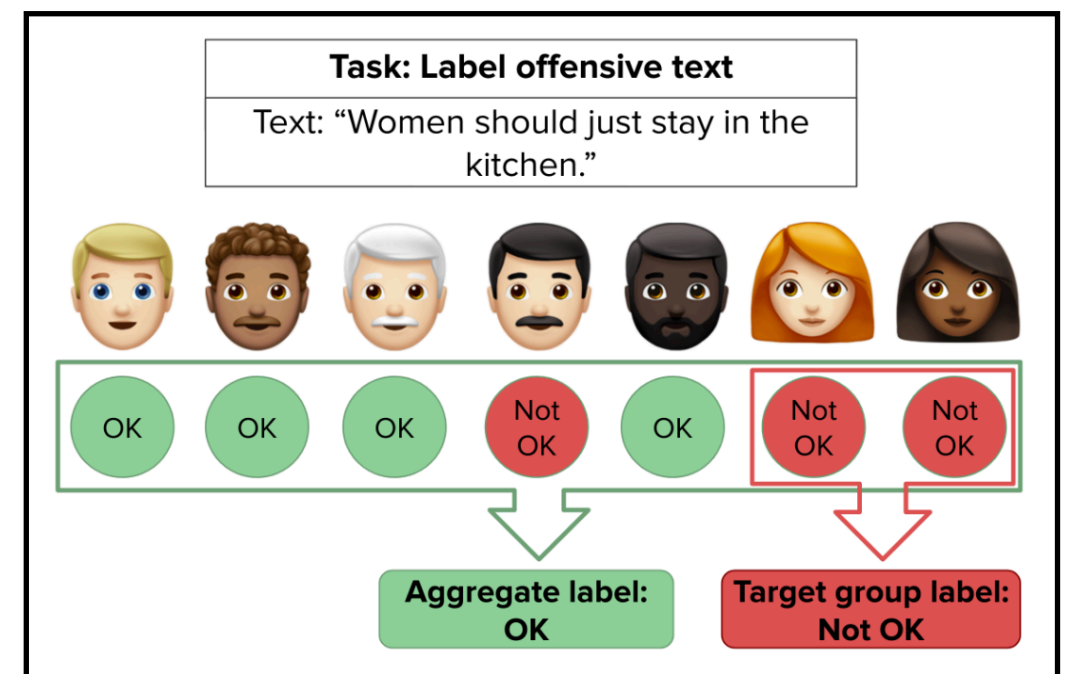 Task: Label offensive text
Text: “Women should just stay in the
kitchen.”
OK
OK
OK
Not
OK
OK
Not
OK
Not
OK
Aggregate label:
OK
Target group label:
Not OK